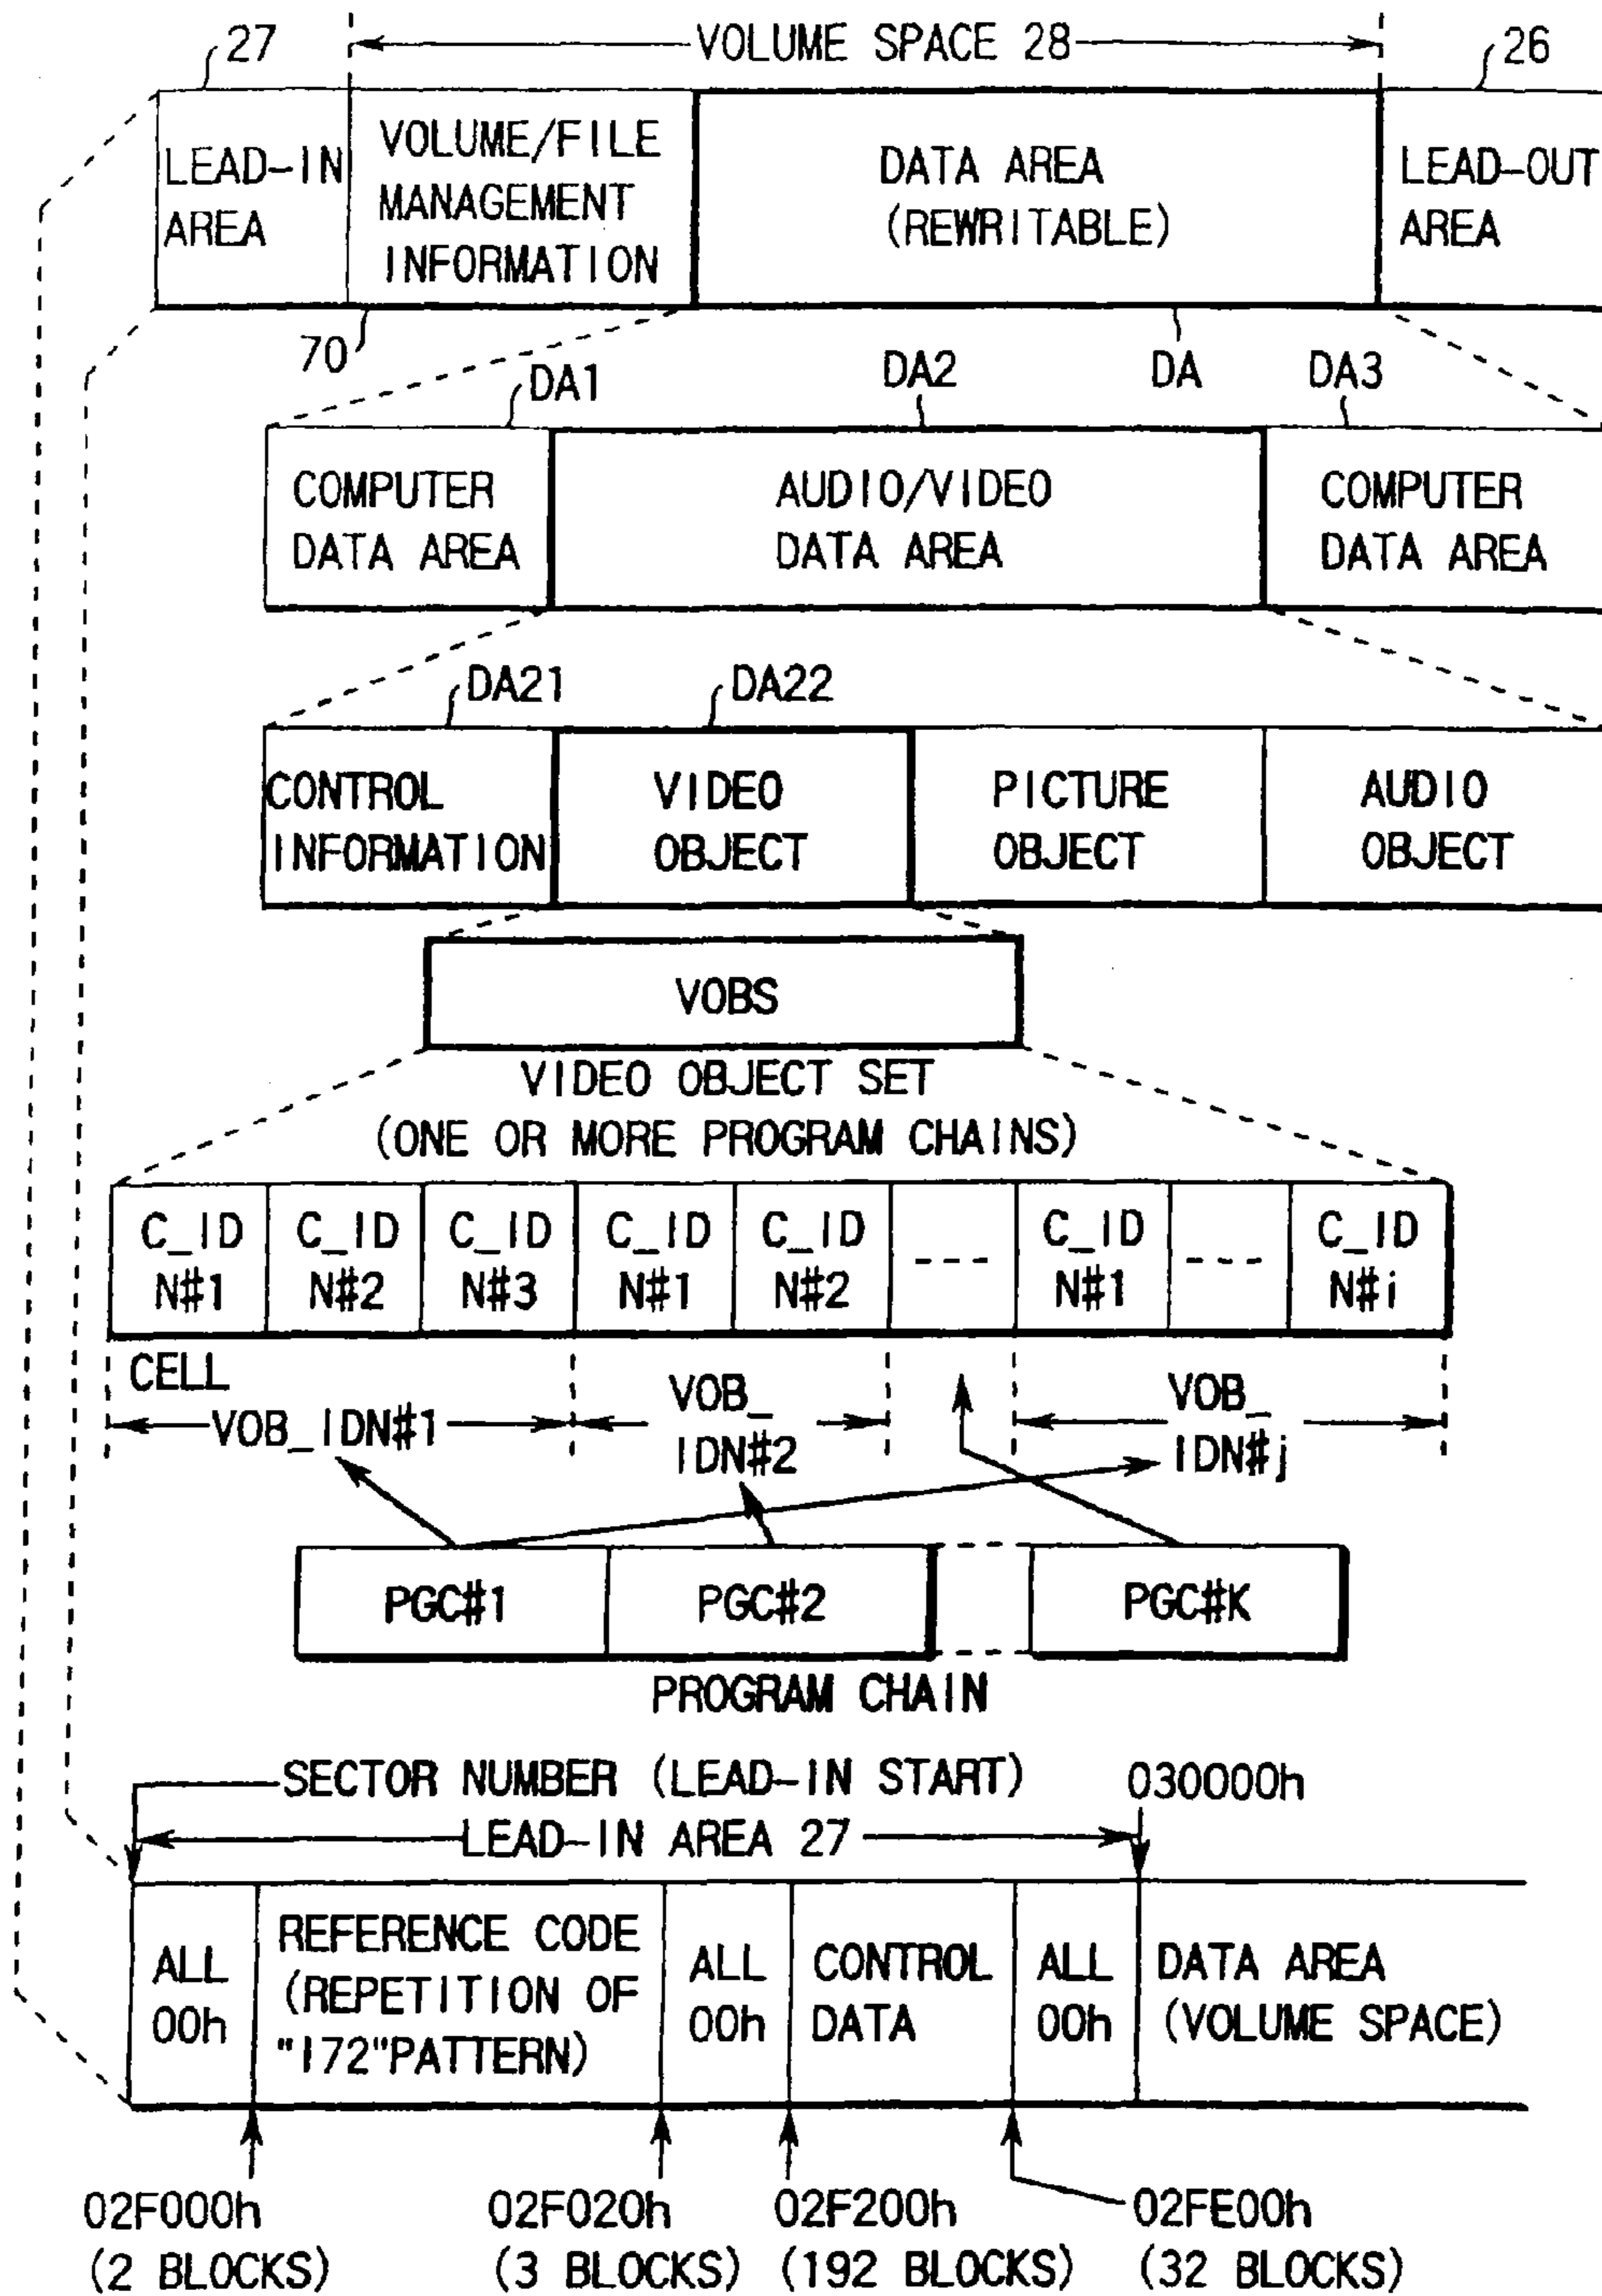 27
VOLUME SPACE 28
26
LEAD-IN
AREA
VOLUME/FILE
MANAGEMENT
INFORMATION
DATA AREA
(REWRITABLE)
LEAD-OUT
AREA
70
DA1
DA2
DA
DA3
COMPUTER
DATA AREA
AUDIO/VIDEO
DATA AREA
COMPUTER
DATA AREA
DA21
DA22
CONTROL
INFORMATION
VIDEO
OBJECT
PICTURE
OBJECT
AUDIO
OBJECT
VOBS
VIDEO OBJECT SET
(ONE OR MORE PROGRAM CHAINS)
C_ID
N#1
C_ID
N#2
C_ID
N#3
C_ID
N#1
C_ID
N#2
----
C_ID
N#1
----
C_ID
N#i
CELL
VOB_IDN#1
VOB_
IDN#2
VOB_
IDN#j
PGC#1
PGC#2
PGC#K
PROGRAM CHAIN
SECTOR NUMBER (LEAD-IN START)
030000h
LEAD-IN AREA 27
ALL
00h
REFERENCE CODE
(REPETITION OF
"172"PATTERN)
ALL
00h
CONTROL
DATA
ALL
00h
DATA AREA
(VOLUME SPACE)
02F000h
(2 BLOCKS)
02F020h
(3 BLOCKS)
02F200h
(192 BLOCKS)
02FE00h
(32 BLOCKS)